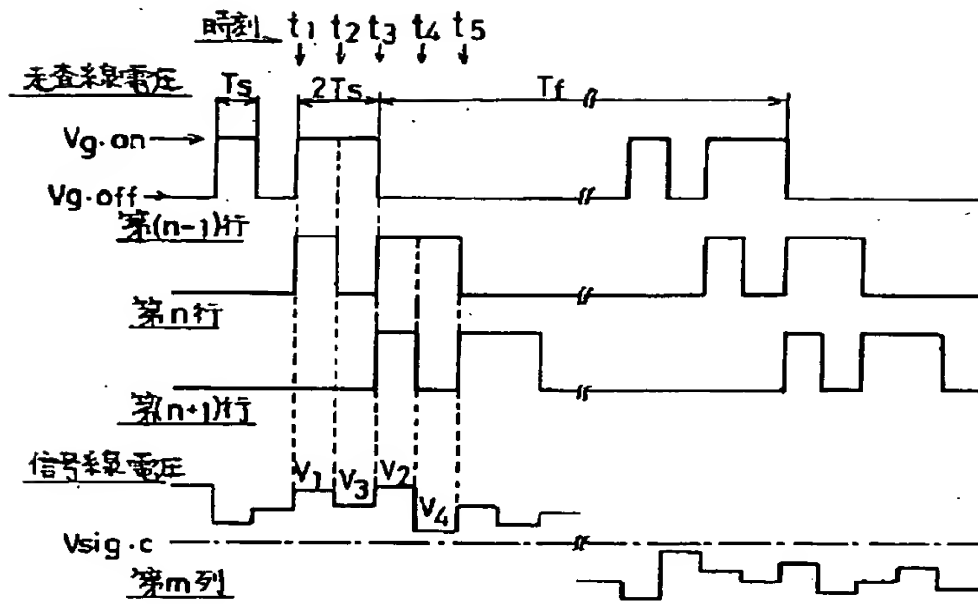 時刻 t1 t2 t3 t4 t5
走査線電圧 Ts 2Ts Tf
Vg・on
Vg・off
第(n-1)行
第n行
第(n+1)行
信号線電圧 V1 V3 V2 V4
Vsig・c
第m列